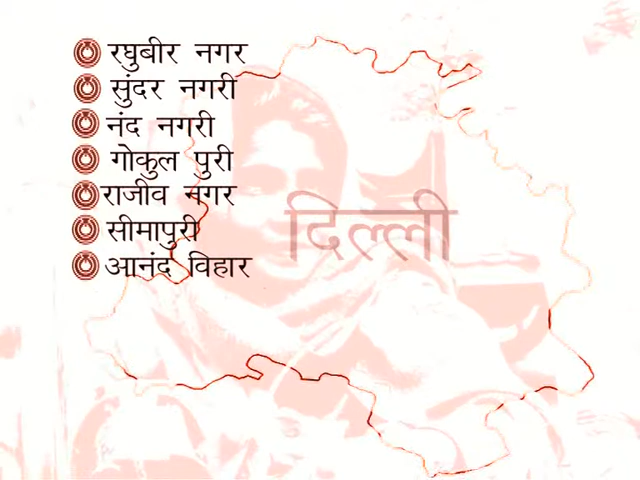 रघुबीर नगर
सुंदर नगरी
नंद नगरी
गोकुल पुरी
राजीव नगर
सीमापुरी
आनंद विहार
दिल्ली